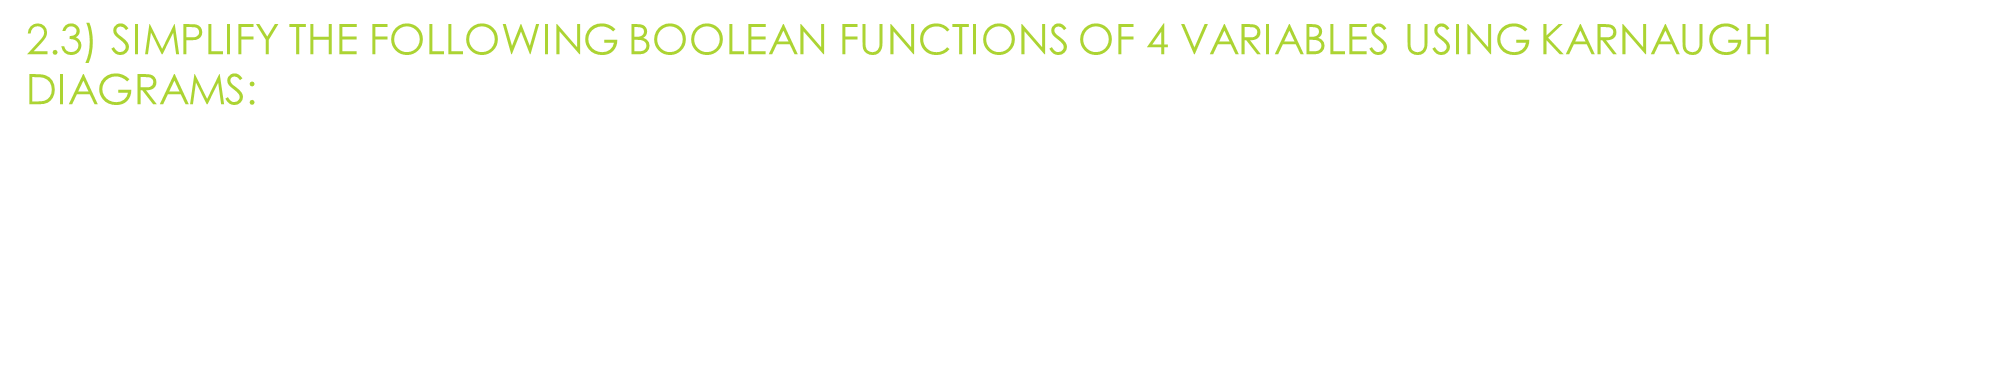 2.3) SIMPLIFY THE FOLLOWING BOOLEAN FUNCTIONS OF 4 VARIABLES USING KARNAUGH
DIAGRAMS: